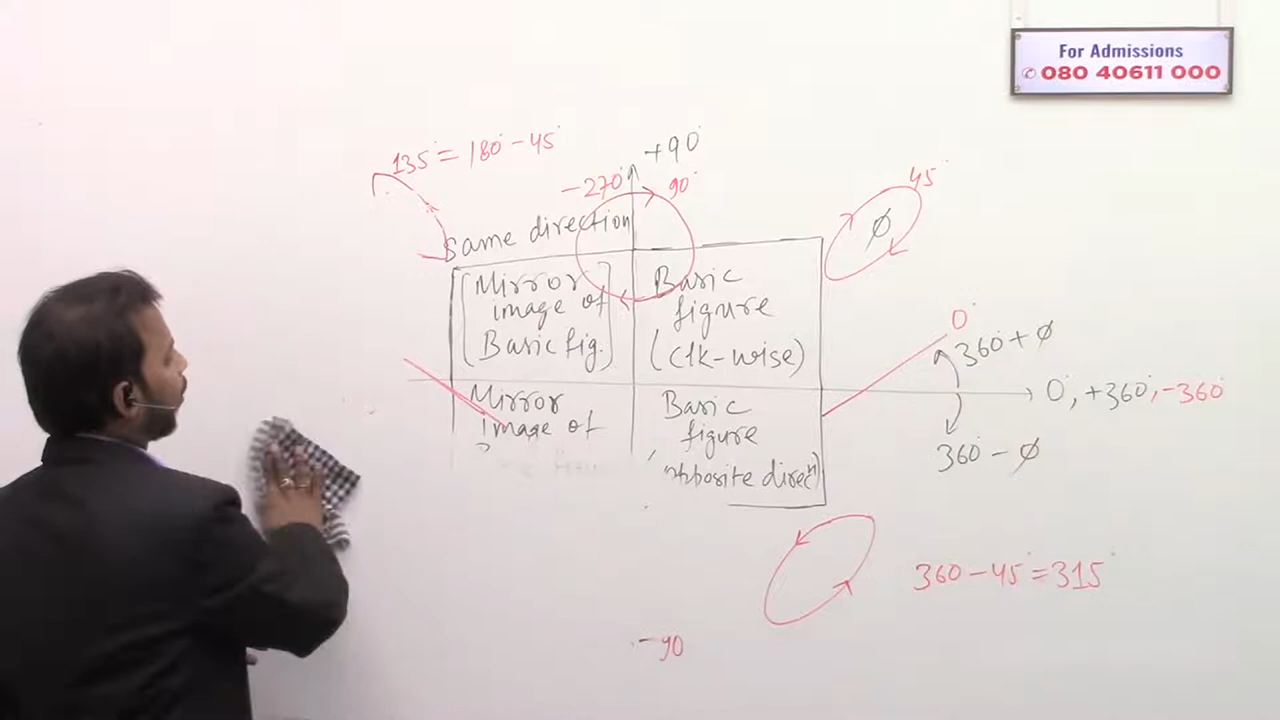 For Admissions
080 40611 000
135° = 180° - 45°
+90°
-270°
90°
45°
Same direction
ø
[Mirror
image of
Basic fig.]
Basic
figure
(Clk-wise)
0°
360° + ø
0°, +360°, -360°
Mirror
image of
Basic
figure
opposite direcⁿ)
360° - ø
360 - 45° = 315°
-90